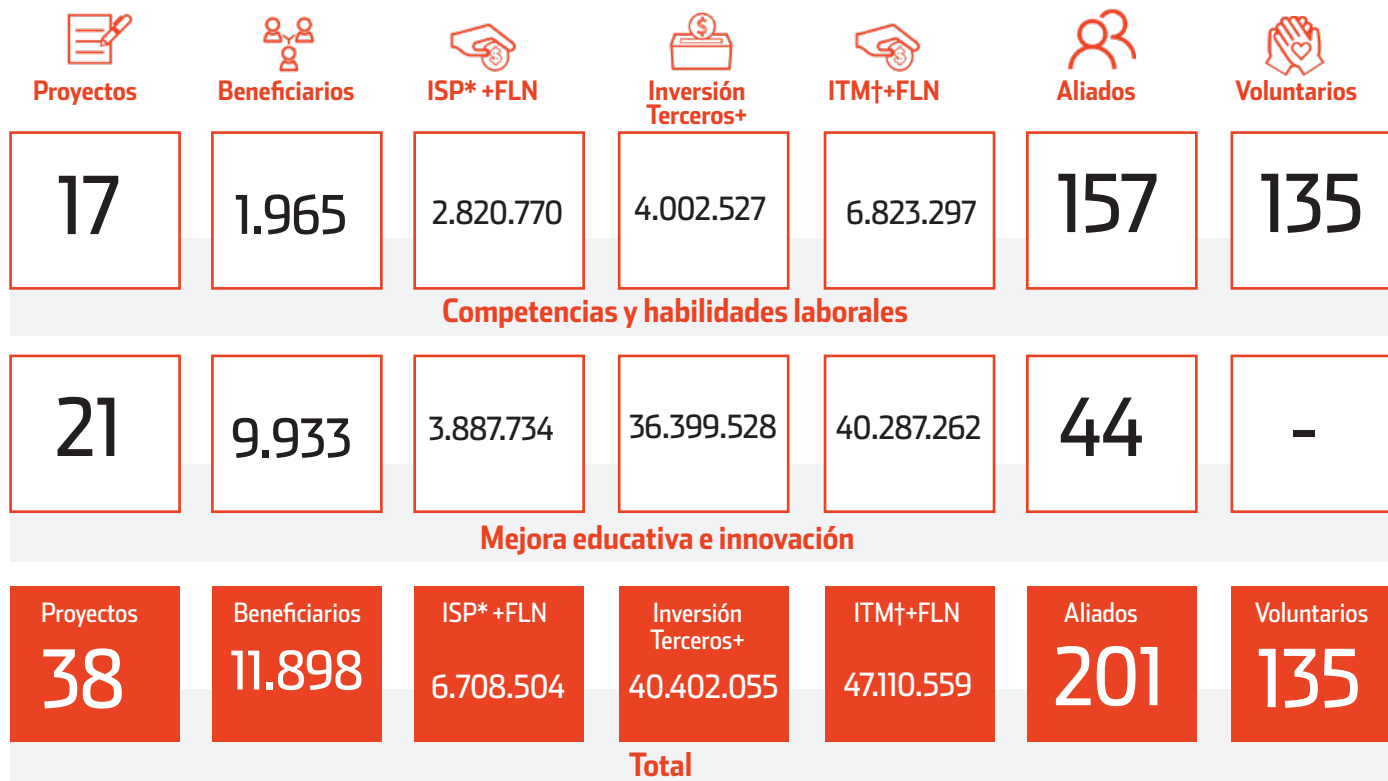 Proyectos
Beneficiarios
ISP* +FLN
Inversión
Terceros+
ITM†+FLN
Aliados
Voluntarios
17
1.965
2.820.770
4.002.527
6.823.297
157
135
Competencias y habilidades laborales
21
9.933
3.887.734
36.399.528
40.287.262
44
-
Mejora educativa e innovación
Proyectos
38
Beneficiarios
11.898
ISP* +FLN
6.708.504
Inversión
Terceros+
40.402.055
ITM†+FLN
47.110.559
Aliados
201
Voluntarios
135
Total